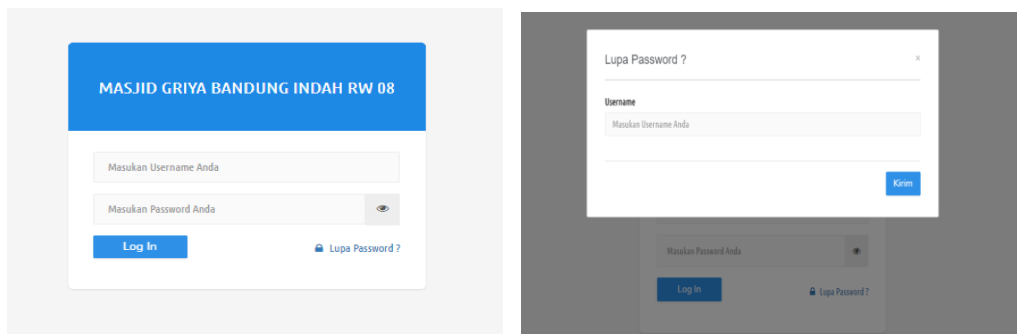 MASJID GRIYA BANDUNG INDAH RW 08
Masukan Username Anda
Masukan Password Anda
Log In
Lupa Password ?
Lupa Password ?
×
Username
Masukan Username Anda
Kirim
Masukan Password Anda
Log In
Lupa Password ?